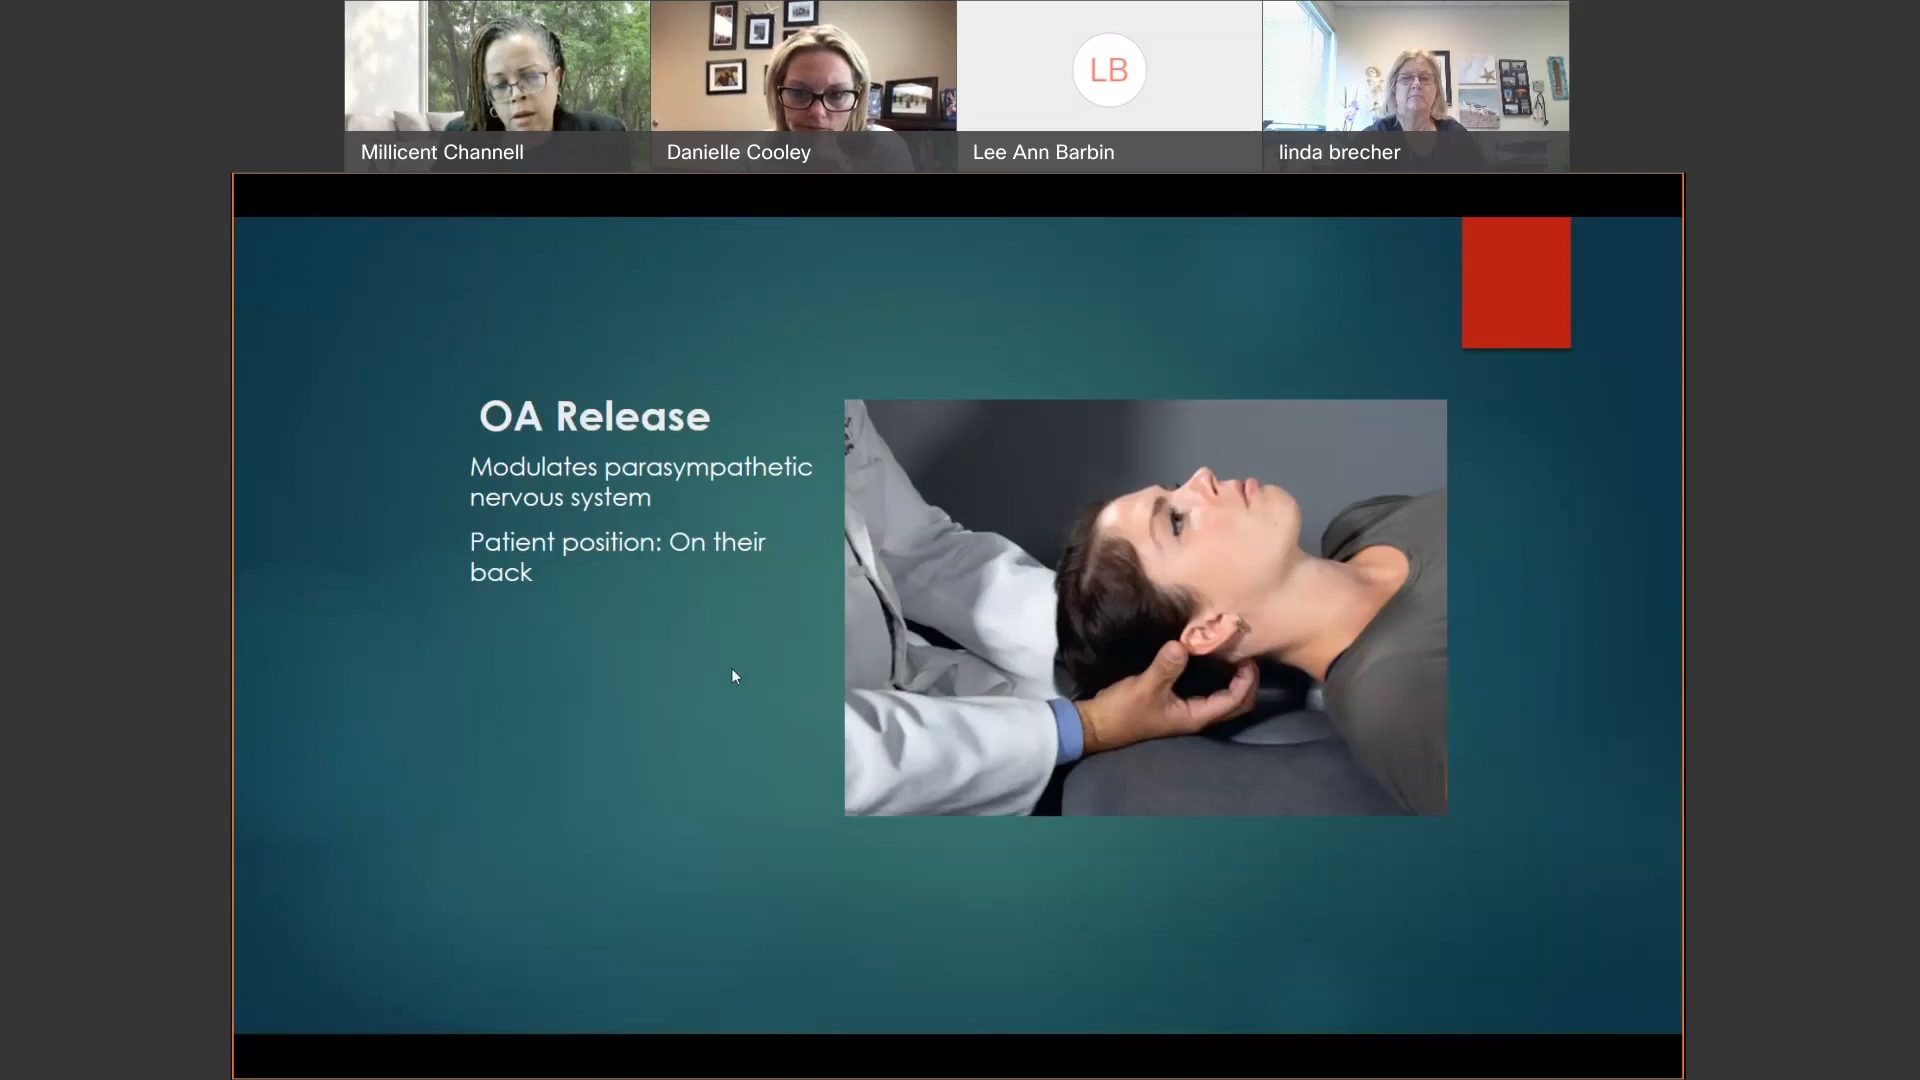 Millicent Channell
Danielle Cooley
LB
Lee Ann Barbin
linda brecher
OA Release
Modulates parasympathetic
nervous system
Patient position: On their
back